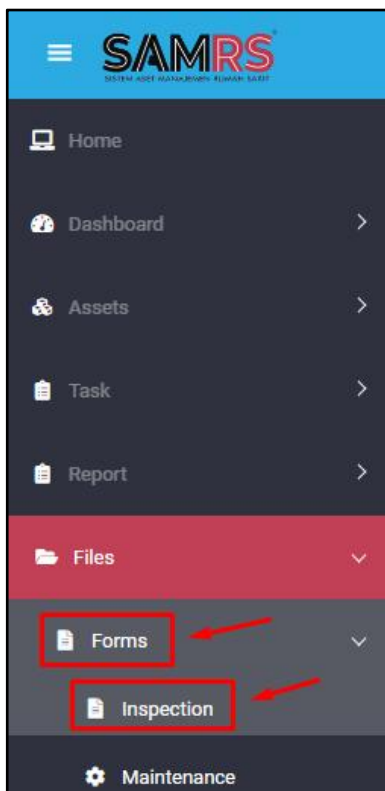 SAMRS
SISTEM ASET MANAJEMEN RUMAH SAKIT
Home
Dashboard
Assets
Task
Report
Files
Forms
Inspection
Maintenance